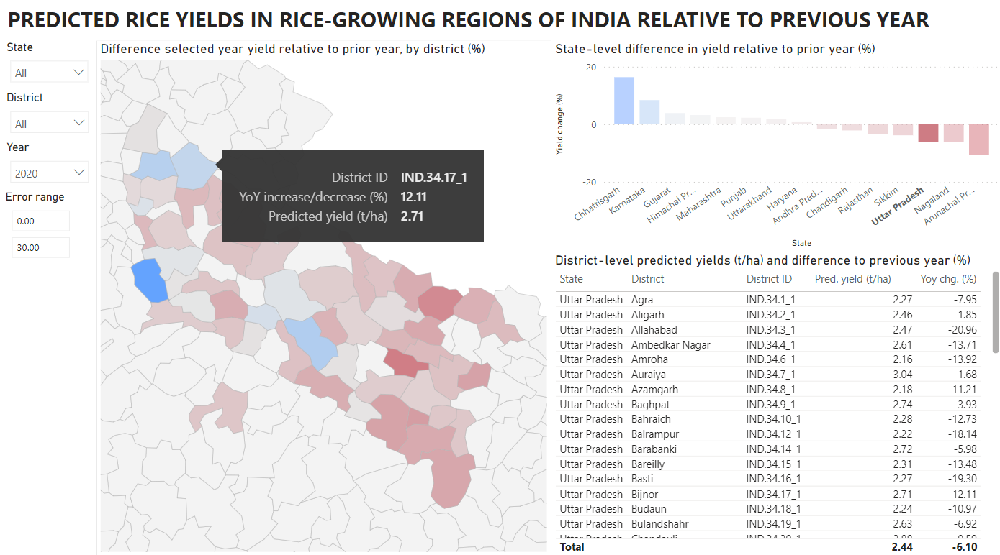 PREDICTED RICE YIELDS IN RICE-GROWING REGIONS OF INDIA RELATIVE TO PREVIOUS YEAR
State
All
District
All
Year
2020
Error range
0.00
30.00
Difference selected year yield relative to prior year, by district (%)
District ID IND.34.17_1
YoY increase/decrease (%) 12.11
Predicted yield (t/ha) 2.71
State-level difference in yield relative to prior year (%)
Yield change (%)
20
0
-20
Chhattisgarh
Karnataka
Gujarat
Himachal Pr...
Maharashtra
Punjab
Uttarakhand
Haryana
Andhra Prad...
Chandigarh
Rajasthan
Sikkim
Uttar Pradesh
Nagaland
Arunachal Pr...
State
District-level predicted yields (t/ha) and difference to previous year (%)
State District District ID Pred. yield (t/ha) Yoy chg. (%)
Uttar Pradesh Agra IND.34.1_1 2.27 -7.95
Uttar Pradesh Aligarh IND.34.2_1 2.46 1.85
Uttar Pradesh Allahabad IND.34.3_1 2.47 -20.96
Uttar Pradesh Ambedkar Nagar IND.34.4_1 2.61 -13.71
Uttar Pradesh Amroha IND.34.6_1 2.16 -13.92
Uttar Pradesh Auraiya IND.34.7_1 3.04 -1.68
Uttar Pradesh Azamgarh IND.34.8_1 2.18 -11.21
Uttar Pradesh Baghpat IND.34.9_1 2.74 -3.93
Uttar Pradesh Bahraich IND.34.10_1 2.28 -12.73
Uttar Pradesh Balrampur IND.34.12_1 2.22 -18.14
Uttar Pradesh Barabanki IND.34.14_1 2.72 -5.98
Uttar Pradesh Bareilly IND.34.15_1 2.31 -13.48
Uttar Pradesh Basti IND.34.16_1 2.27 -19.30
Uttar Pradesh Bijnor IND.34.17_1 2.71 12.11
Uttar Pradesh Budaun IND.34.18_1 2.24 -10.97
Uttar Pradesh Bulandshahr IND.34.19_1 2.63 -6.92
Uttar Pradesh Chandauli IND.34.20_1
Total 2.44 -6.10